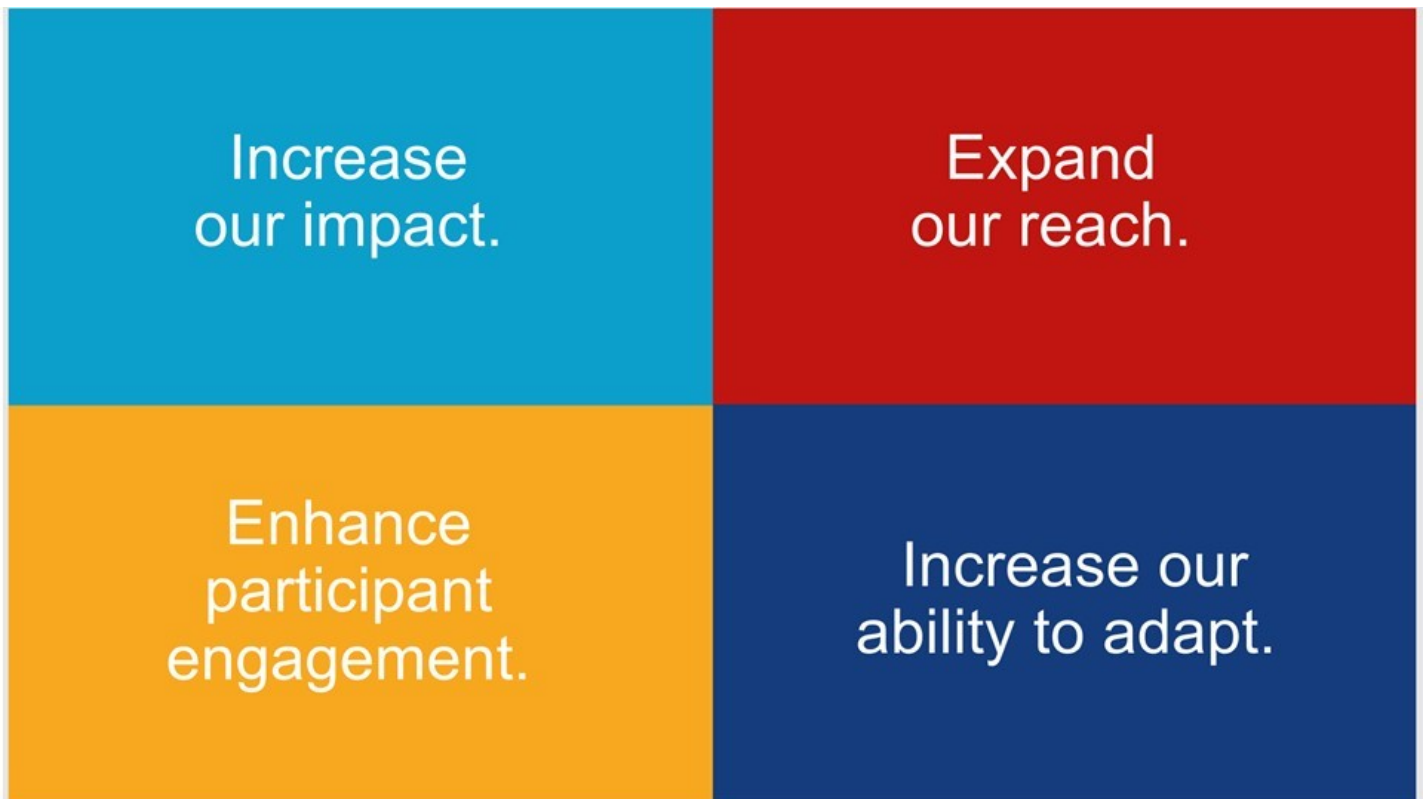 Increase
our impact.
Expand
our reach.
Enhance
participant
engagement.
Increase our
ability to adapt.